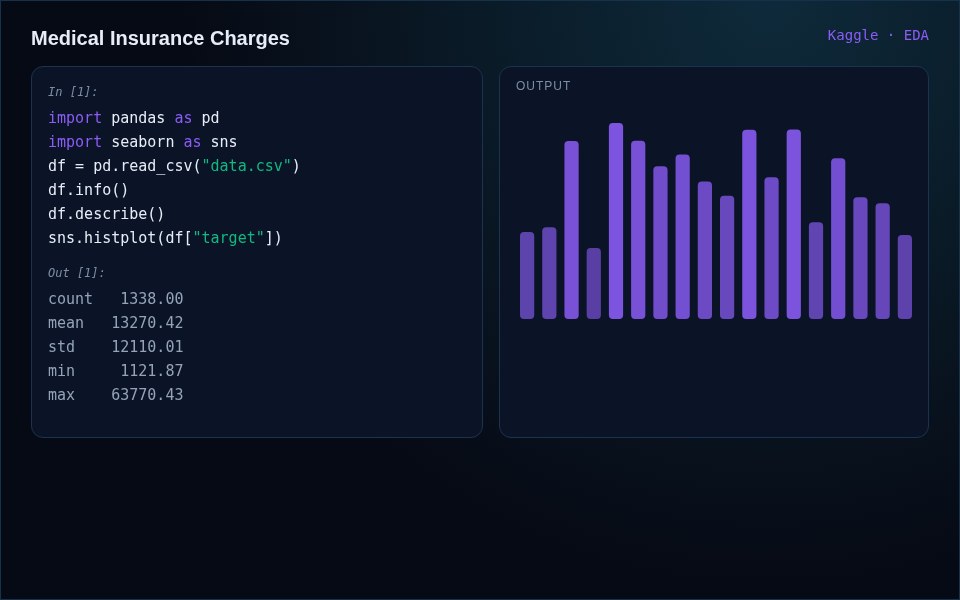 Medical Insurance Charges
Kaggle · EDA
In [1]:
import pandas as pd
import seaborn as sns
df = pd.read_csv("data.csv")
df.info()
df.describe()
sns.histplot(df["target"])
Out [1]:
count   1338.00
mean   13270.42
std    12110.01
min     1121.87
max    63770.43
OUTPUT